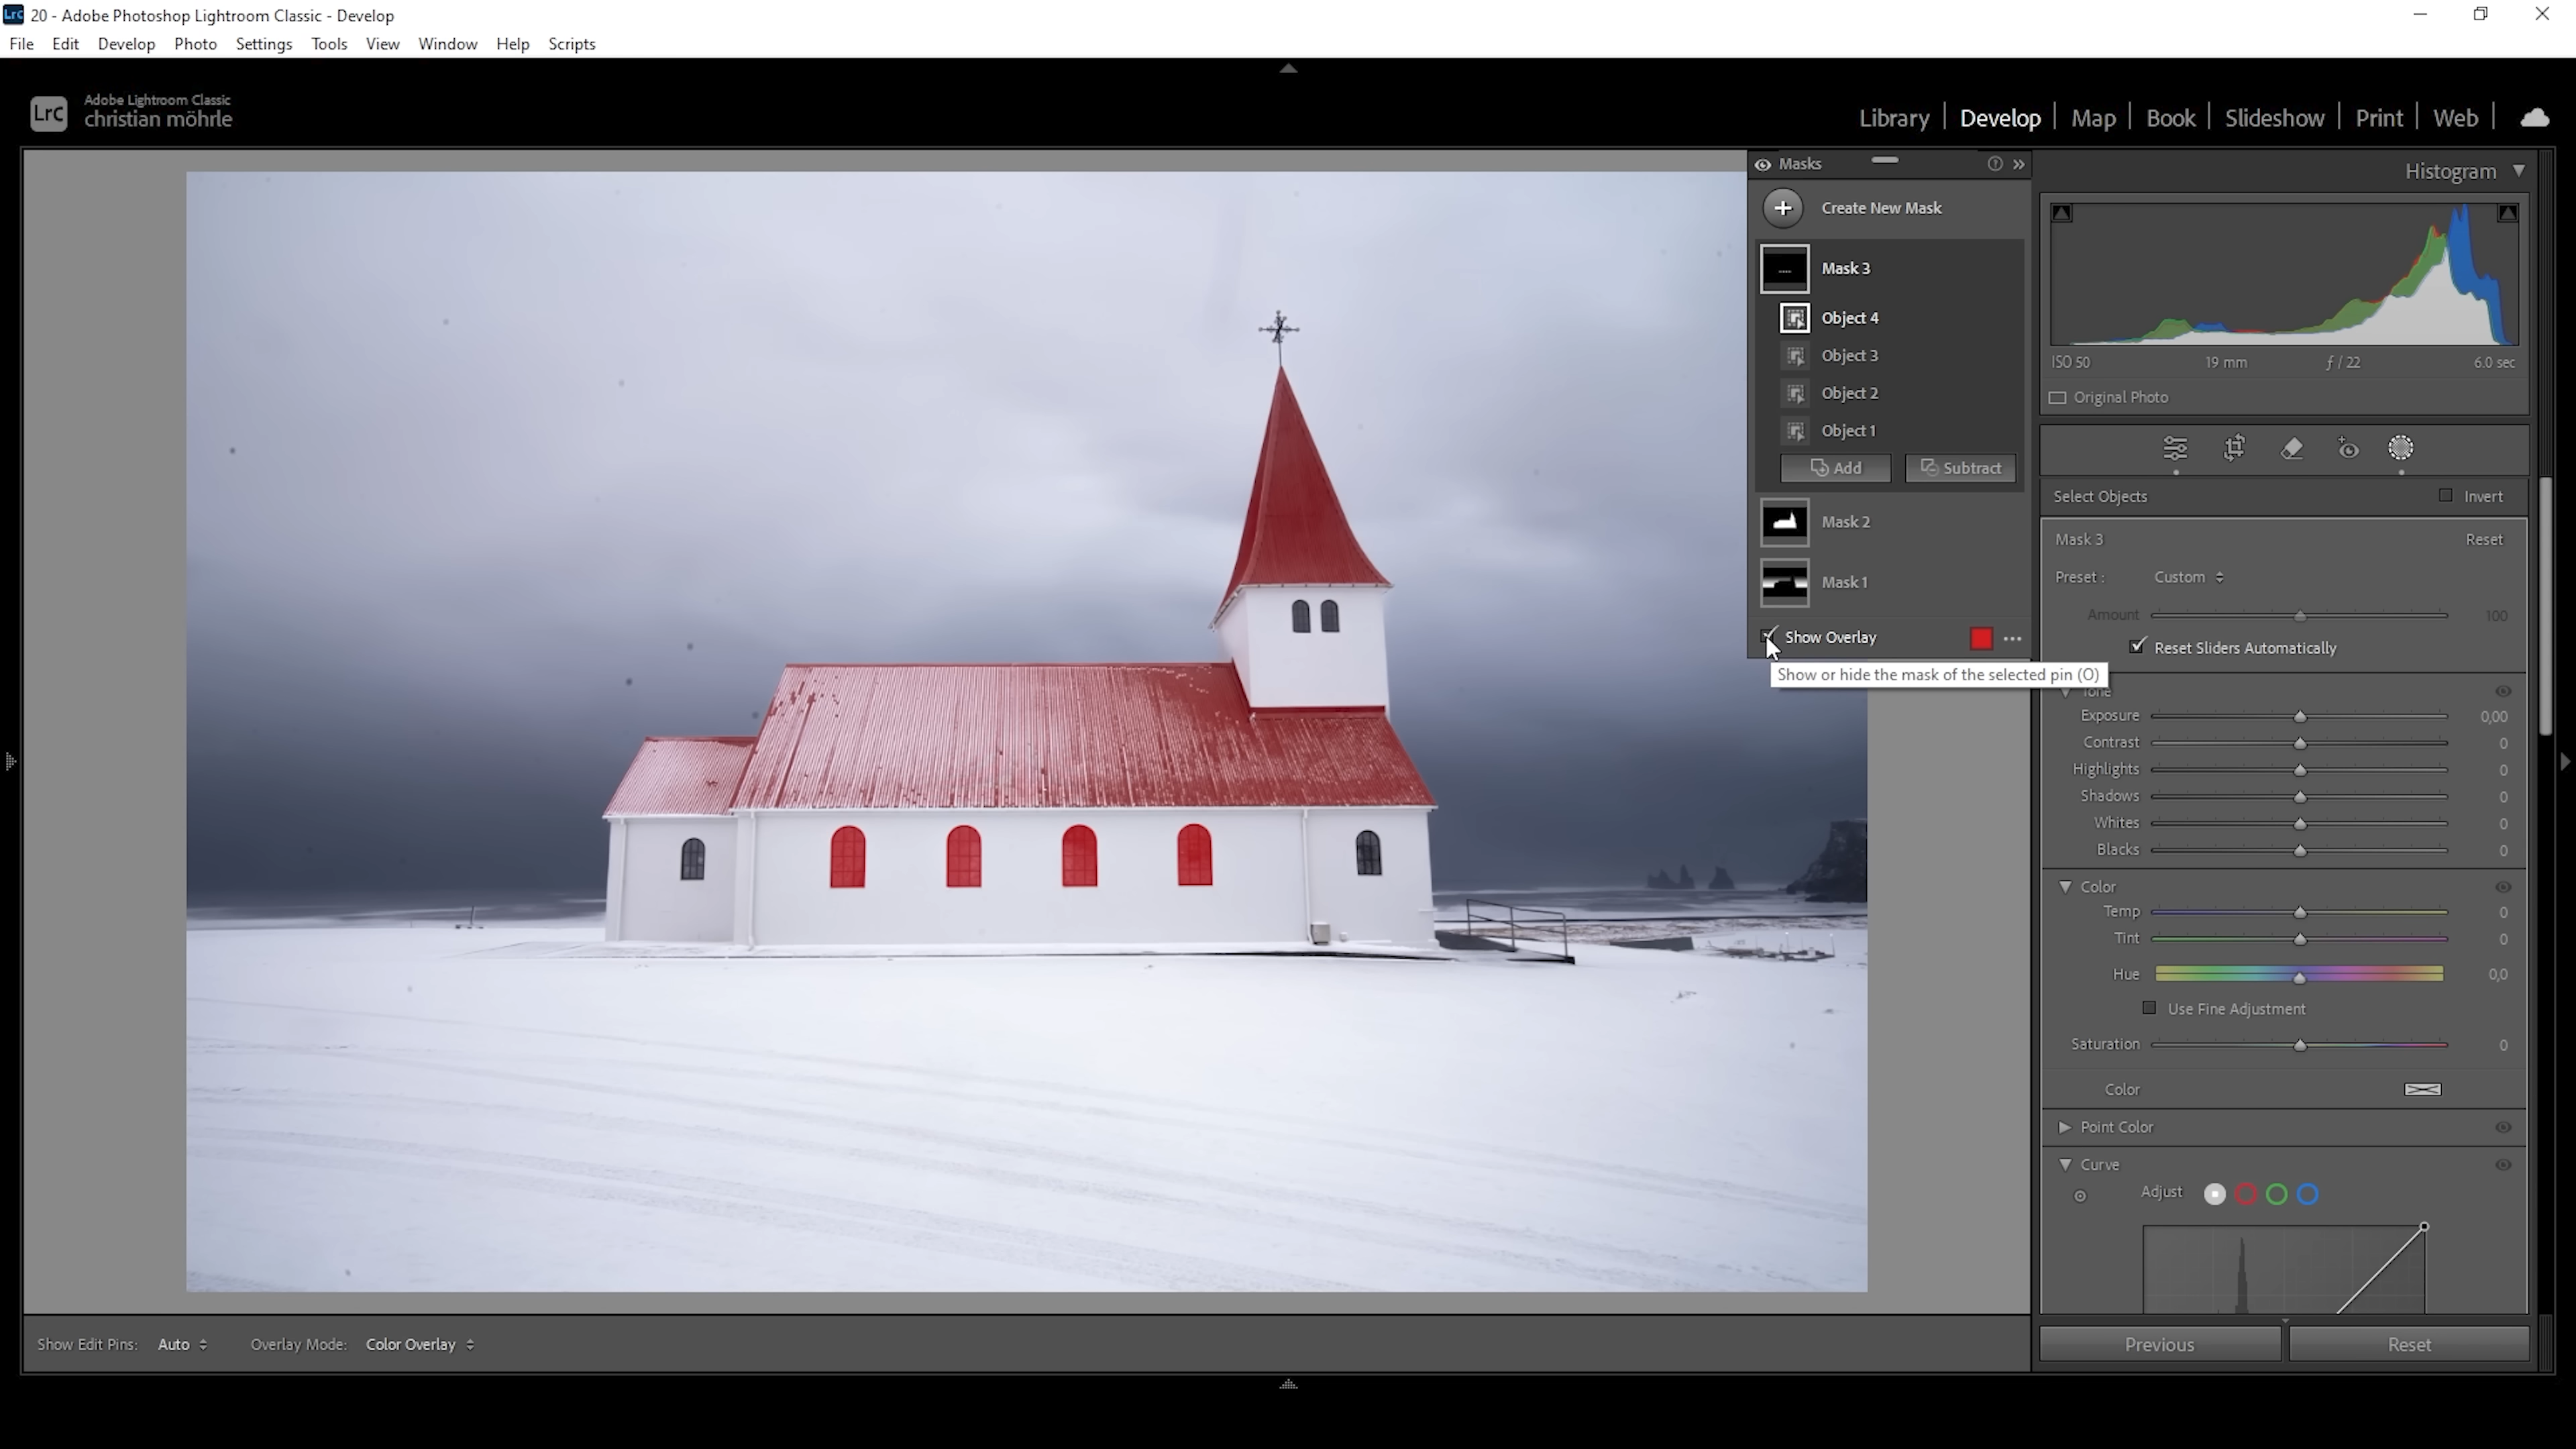 Lrc 20 - Adobe Photoshop Lightroom Classic - Develop
File Edit Develop Photo Settings Tools View Window Help Scripts
Lrc Adobe Lightroom Classic
christian möhrle
Library | Develop | Map | Book | Slideshow | Print | Web |
Masks
Create New Mask
Mask 3
Object 4
Object 3
Object 2
Object 1
Add Subtract
Mask 2
Mask 1
Show Overlay
Show or hide the mask of the selected pin (O)
Histogram
ISO 50 19 mm ƒ / 22 6.0 sec
Original Photo
Select Objects Invert
Mask 3 Reset
Preset : Custom
Amount 100
Reset Sliders Automatically
Tone
Exposure 0,00
Contrast 0
Highlights 0
Shadows 0
Whites 0
Blacks 0
Color
Temp 0
Tint 0
Hue 0,0
Use Fine Adjustment
Saturation 0
Color
Point Color
Curve
Adjust
Show Edit Pins: Auto Overlay Mode: Color Overlay
Previous Reset